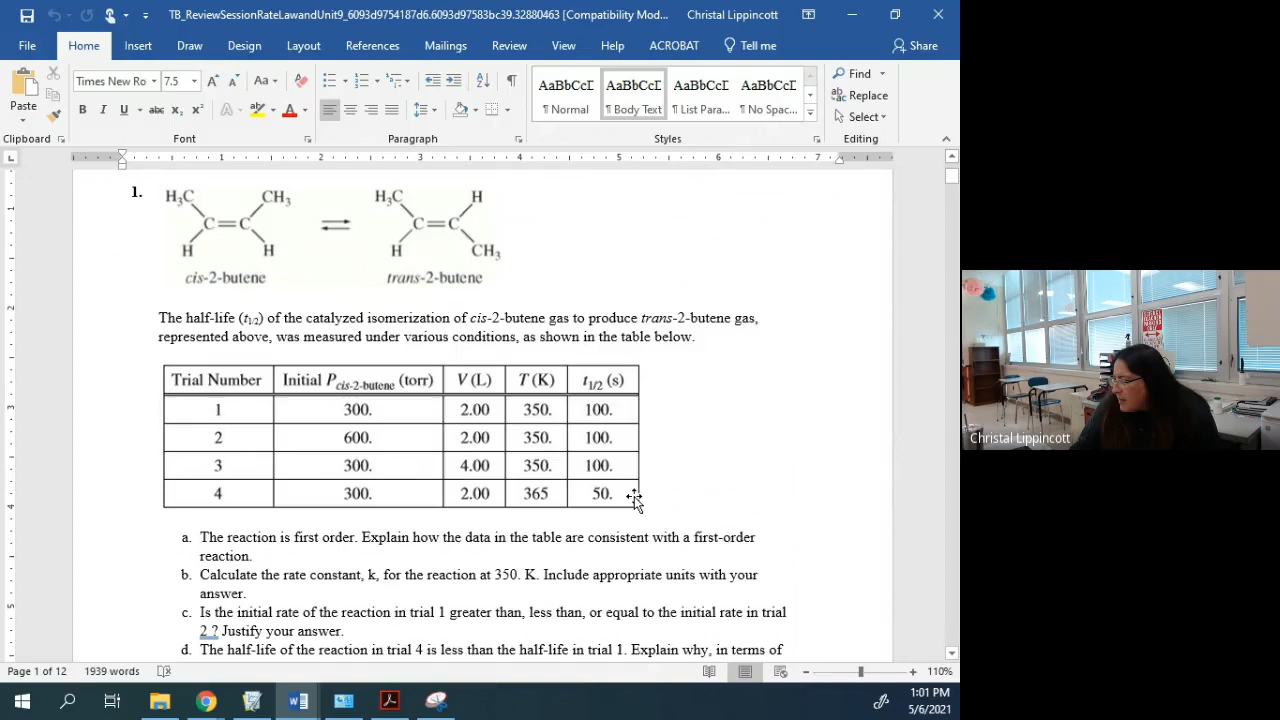 TB_ReviewSessionRateLawandUnit9_6093d9754187d6.6093d97583bc39.32880463 [Compatibility Mod... Christal Lippincott
File Home Insert Draw Design Layout References Mailings Review View Help ACROBAT Tell me Share
Paste
Times New Ro 7.5
AaBbCcD AaBbCcD AaBbCcD AaBbCcD
¶ Normal ¶ Body Text ¶ List Para... ¶ No Spac...
Find
Replace
Select
Clipboard Font Paragraph Styles Editing
1 2 3 4 5 6 7
1.
H₃C CH₃ H₃C H
C=C ⇌ C=C
H H H CH₃
cis-2-butene trans-2-butene
The half-life (t1/2) of the catalyzed isomerization of cis-2-butene gas to produce trans-2-butene gas,
represented above, was measured under various conditions, as shown in the table below.
Trial Number Initial Pcis-2-butene (torr) V (L) T (K) t1/2 (s)
1 300. 2.00 350. 100.
2 600. 2.00 350. 100.
3 300. 4.00 350. 100.
4 300. 2.00 365 50.
a. The reaction is first order. Explain how the data in the table are consistent with a first-order
reaction.
b. Calculate the rate constant, k, for the reaction at 350. K. Include appropriate units with your
answer.
c. Is the initial rate of the reaction in trial 1 greater than, less than, or equal to the initial rate in trial
2 ? Justify your answer.
d. The half-life of the reaction in trial 4 is less than the half-life in trial 1. Explain why, in terms of
Page 1 of 12 1939 words 110%
1:01 PM
5/6/2021
Christal Lippincott